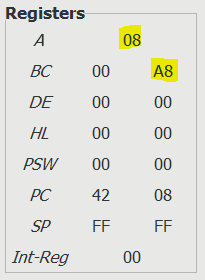 Registers
A 08
BC 00 A8
DE 00 00
HL 00 00
PSW 00 00
PC 42 08
SP FF FF
Int-Reg 00